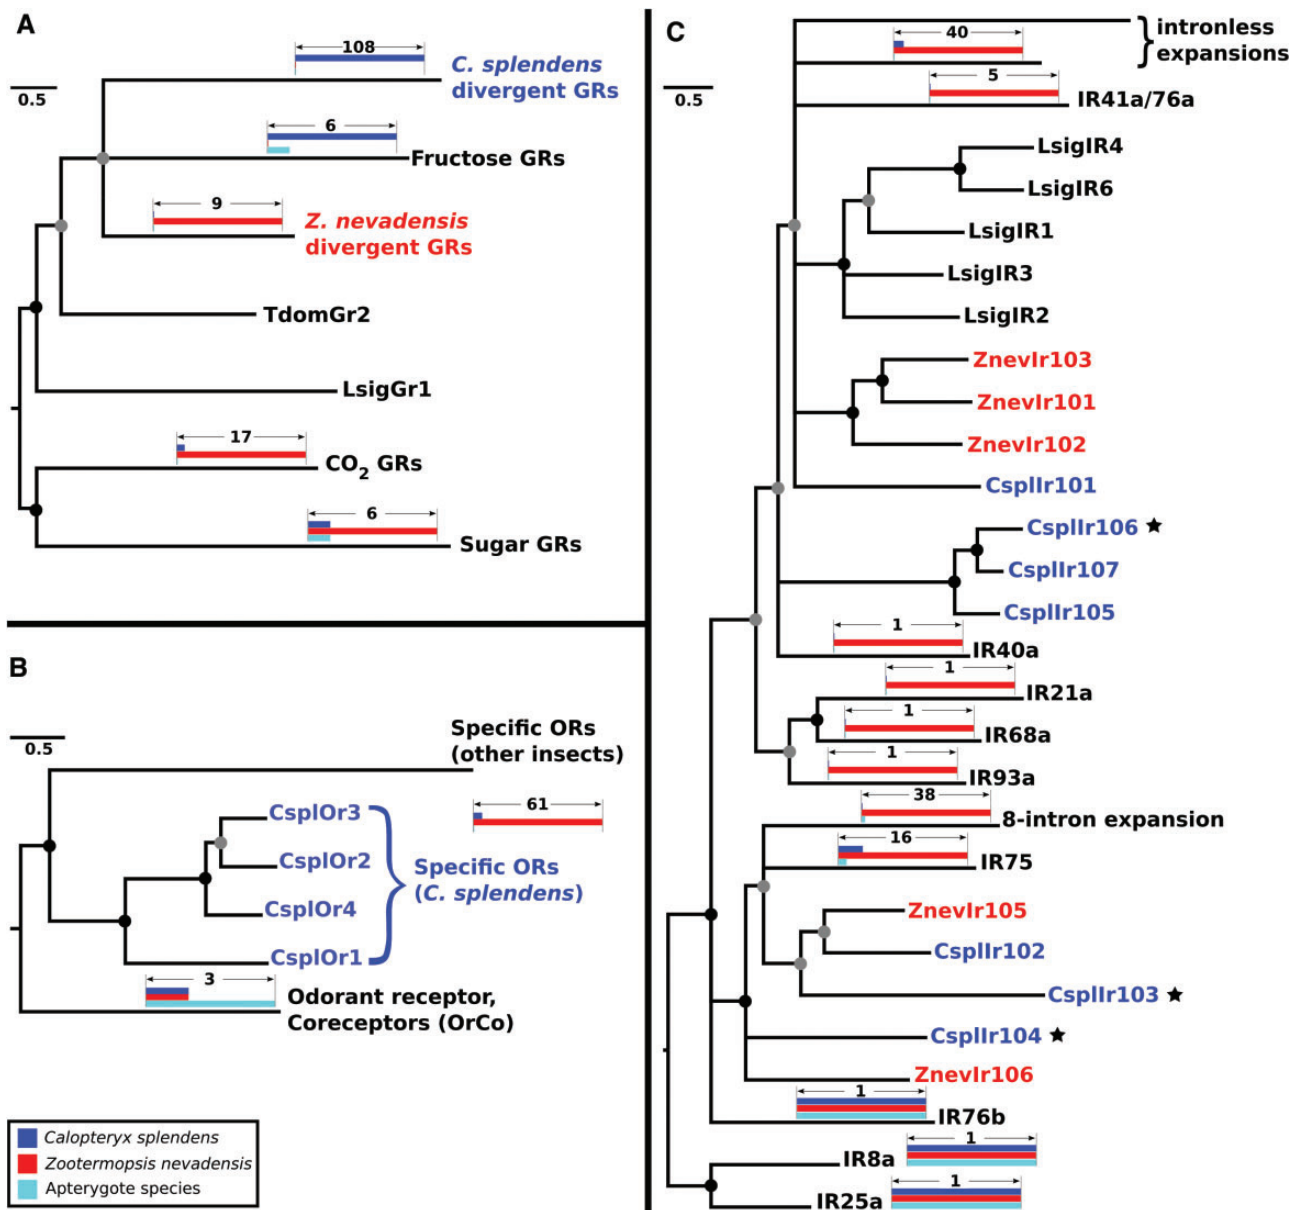 A
0.5
108
C. splendens
divergent GRs
6
Fructose GRs
9
Z. nevadensis
divergent GRs
TdomGr2
LsigGr1
17
CO2 GRs
6
Sugar GRs
B
0.5
Specific ORs
(other insects)
61
CsplOr3
CsplOr2
CsplOr4
CsplOr1
Specific ORs
(C. splendens)
3
Odorant receptor,
Coreceptors (OrCo)
Calopteryx splendens
Zootermopsis nevadensis
Apterygote species
C
0.5
40
intronless
expansions
5
IR41a/76a
LsigIR4
LsigIR6
LsigIR1
LsigIR3
LsigIR2
ZnevIr103
ZnevIr101
ZnevIr102
CsplIr101
CsplIr106 ★
CsplIr107
CsplIr105
1
IR40a
1
IR21a
1
IR68a
1
IR93a
38
8-intron expansion
16
IR75
ZnevIr105
CsplIr102
CsplIr103 ★
CsplIr104 ★
ZnevIr106
1
IR76b
1
IR8a
1
IR25a